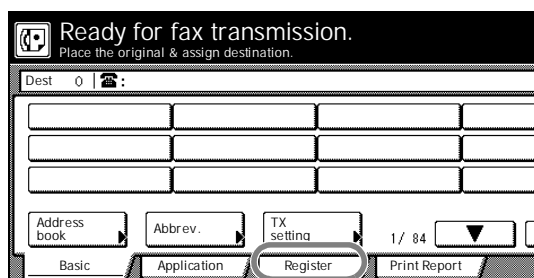 Ready for fax transmission.
Place the original & assign destination.
Dest 0 :
Address book
Abbrev.
TX setting
1/ 84
Basic
Application
Register
Print Report